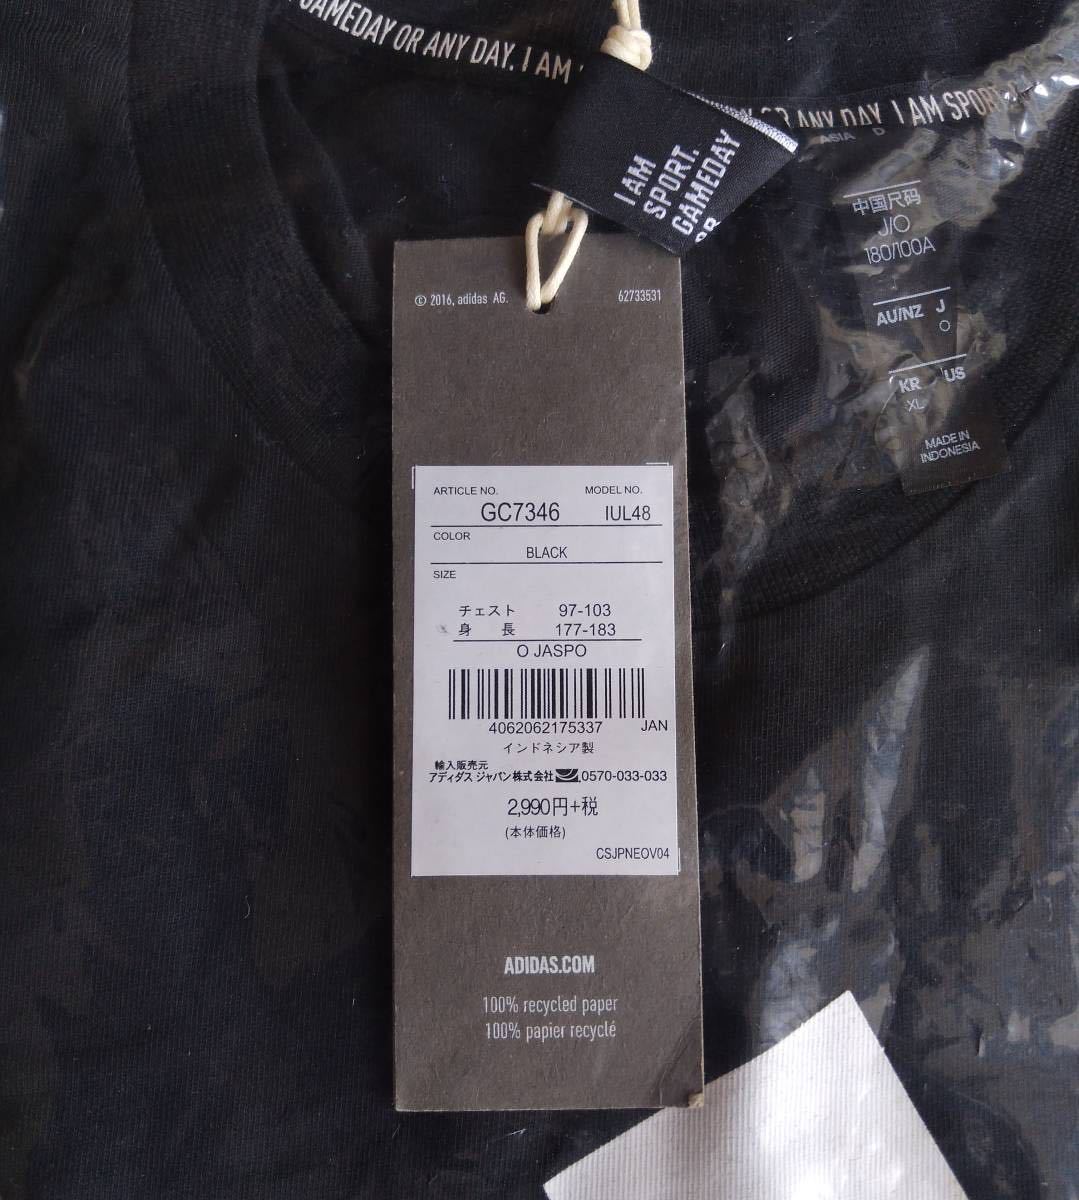 GAMEDAY OR ANY DAY. I AM
OR ANY DAY. I AM SPORT
I AM
SPORT.
GAMEDAY
OR
ASIA
中国尺码
J/O
180/100A
AU/NZ J
O
KR US
XL
MADE IN
INDONESIA
© 2016, adidas AG. 62733531
ARTICLE NO. MODEL NO.
GC7346 IUL48
COLOR
BLACK
SIZE
チェスト 97-103
身 長 177-183
O JASPO
4062062175337 JAN
インドネシア製
輸入販売元
アディダス ジャパン株式会社 0570-033-033
2,990円+税
(本体価格)
CSJPNEOV04
ADIDAS.COM
100% recycled paper
100% papier recyclé